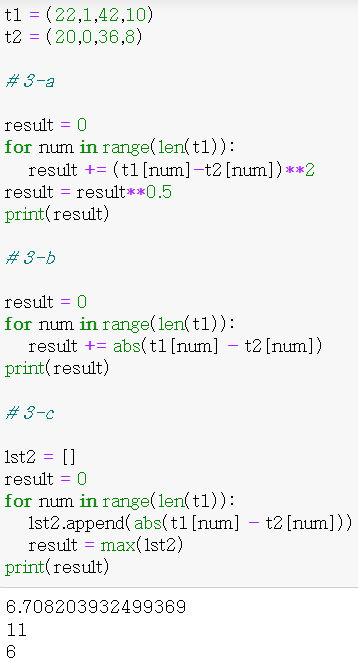 t1 = (22,1,42,10)
t2 = (20,0,36,8)
#3-a
result = 0
for num in range(len(t1)):
result += (t1[num]-t2[num])**2
result = result**0.5
print(result)
#3-b
result = 0
for num in range(len(t1)):
result += abs(t1[num] - t2[num])
print(result)
#3-c
lst2 = []
result = 0
for num in range(len(t1)):
lst2.append(abs(t1[num] - t2[num]))
result = max(lst2)
print(result)
6.708203932499369
11
6